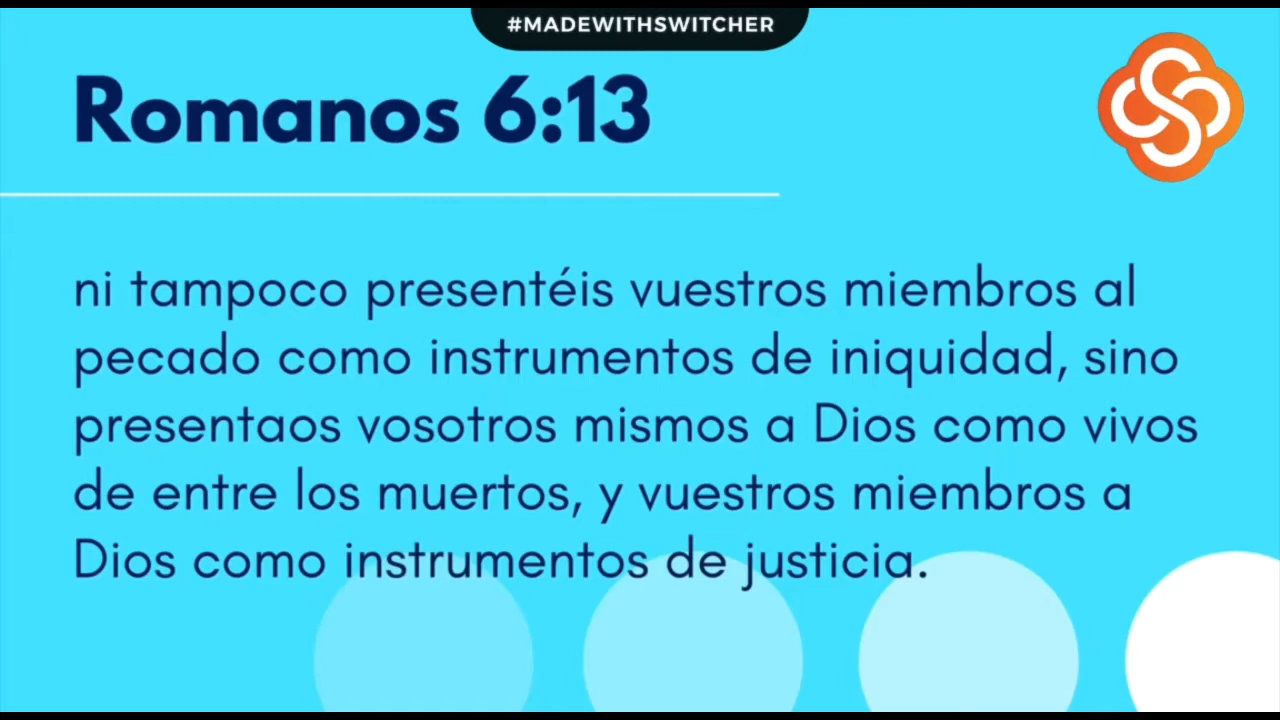 #MADEWITHSWITCHER
Romanos 6:13
ni tampoco presentéis vuestros miembros al
pecado como instrumentos de iniquidad, sino
presentaos vosotros mismos a Dios como vivos
de entre los muertos, y vuestros miembros a
Dios como instrumentos de justicia.